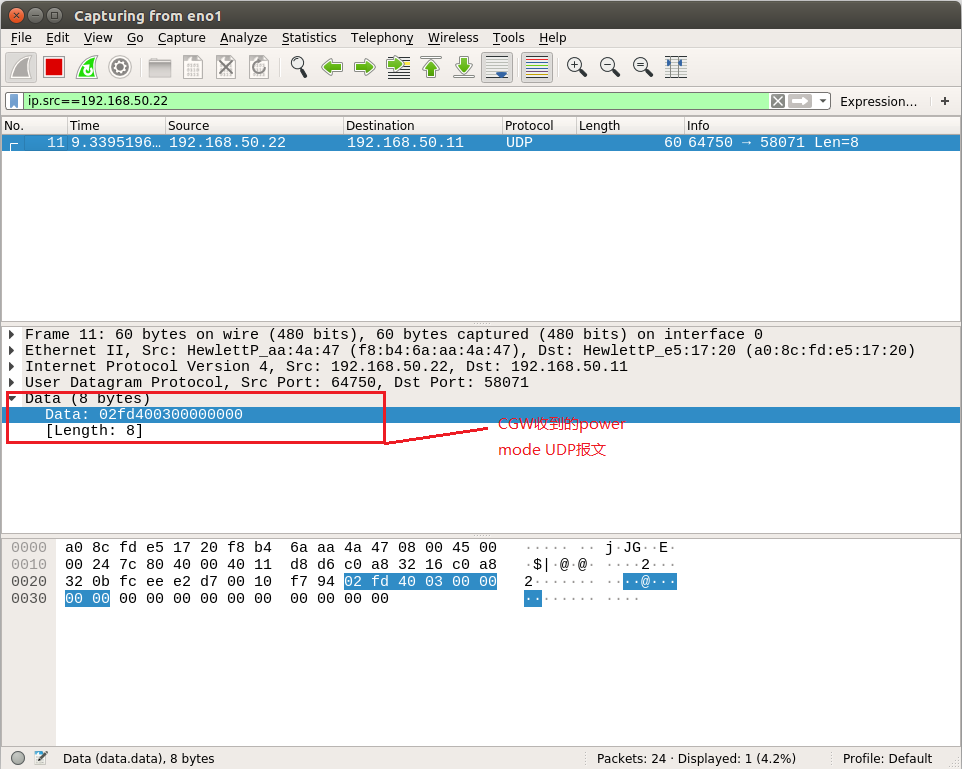 Capturing from eno1
File Edit View Go Capture Analyze Statistics Telephony Wireless Tools Help
ip.src==192.168.50.22 Expression... +
No. Time Source Destination Protocol Length Info
11 9.3395196... 192.168.50.22 192.168.50.11 UDP 60 64750 → 58071 Len=8
Frame 11: 60 bytes on wire (480 bits), 60 bytes captured (480 bits) on interface 0
Ethernet II, Src: HewlettP_aa:4a:47 (f8:b4:6a:aa:4a:47), Dst: HewlettP_e5:17:20 (a0:8c:fd:e5:17:20)
Internet Protocol Version 4, Src: 192.168.50.22, Dst: 192.168.50.11
User Datagram Protocol, Src Port: 64750, Dst Port: 58071
Data (8 bytes)
Data: 02fd400300000000
[Length: 8]
CGW收到的power
mode UDP报文
0000 a0 8c fd e5 17 20 f8 b4 6a aa 4a 47 08 00 45 00 ····· ·· j·JG··E·
0010 00 24 7c 80 40 00 40 11 d8 d6 c0 a8 32 16 c0 a8 ·$|·@·@· ····2···
0020 32 0b fc ee e2 d7 00 10 f7 94 02 fd 40 03 00 00 2······· ····@···
0030 00 00 00 00 00 00 00 00 00 00 00 00 ········ ····
Data (data.data), 8 bytes Packets: 24 · Displayed: 1 (4.2%) Profile: Default